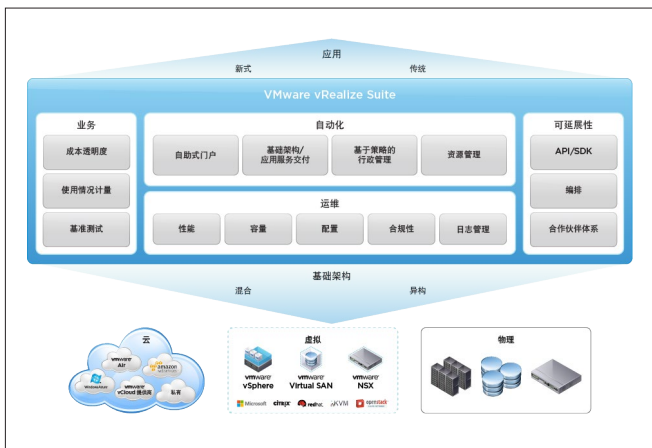 应用
新式
传统
VMware vRealize Suite
业务
成本透明度
使用情况计量
基准测试
自动化
自助式门户
基础架构/
应用服务交付
基于策略的
行政管理
资源管理
运维
性能
容量
配置
合规性
日志管理
可延展性
API/SDK
编排
合作伙伴体系
基础架构
混合
异构
云
vmware
Air
amazon
vmware
vCloud 提供商
私有
虚拟
vmware
vSphere
vmware
Virtual SAN
vmware
NSX
Microsoft
citrix
redhat
KVM
openstack
物理